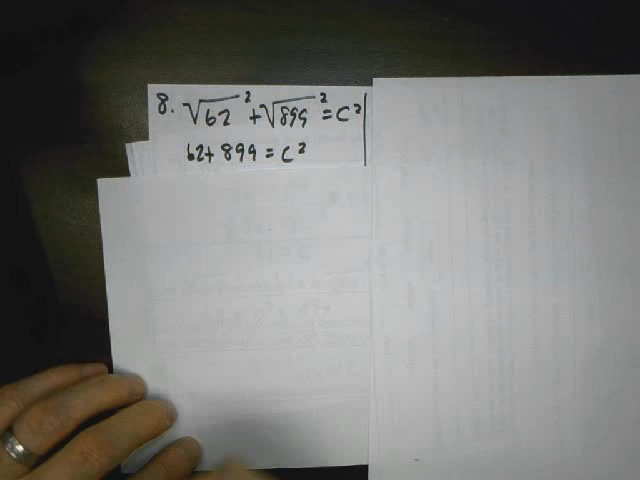 8. √62² + √899² = C²
62 + 899 = C²